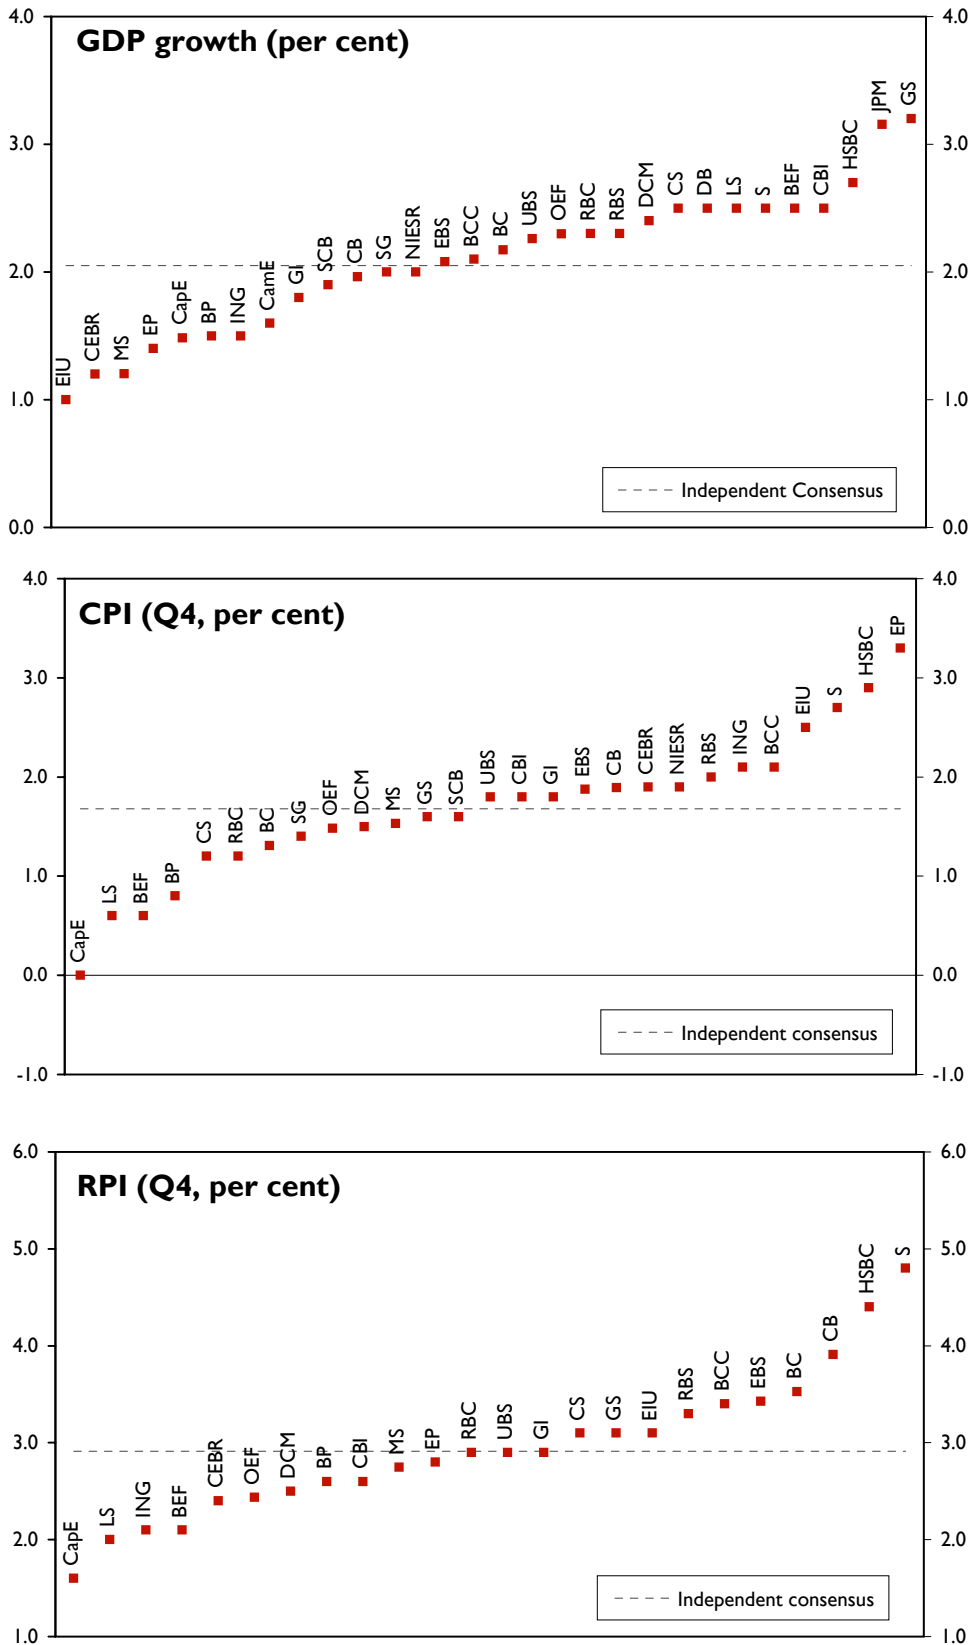 GDP growth (per cent)
4.0 4.0
3.0 3.0
2.0 2.0
1.0 1.0
0.0 0.0
EIU CEBR MS EP CapE BP ING CamE GI SCB CB SG NIESR EBS BCC BC UBS OEF RBC RBS DCM CS DB LS S BEF CBI HSBC JPM GS
Independent Consensus
CPI (Q4, per cent)
4.0 4.0
3.0 3.0
2.0 2.0
1.0 1.0
0.0 0.0
-1.0 -1.0
CapE LS BEF BP CS RBC BC SG OEF DCM MS GS SCB UBS CBI GI EBS CB CEBR NIESR RBS ING BCC EIU S HSBC EP
Independent consensus
RPI (Q4, per cent)
6.0 6.0
5.0 5.0
4.0 4.0
3.0 3.0
2.0 2.0
1.0 1.0
CapE LS ING BEF CEBR OEF DCM BP CBI MS EP RBC UBS GI CS GS EIU RBS BCC EBS BC CB HSBC S
Independent consensus